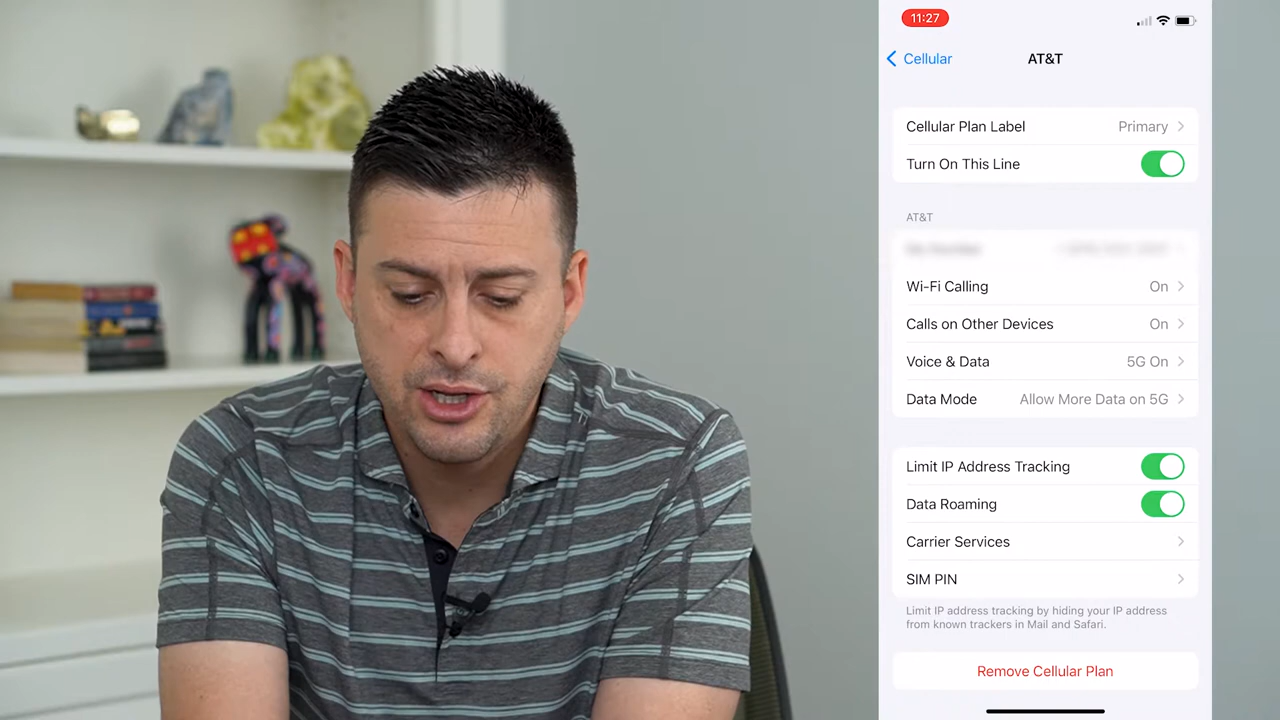 11:27
Cellular
AT&T
Cellular Plan Label Primary
Turn On This Line
AT&T
Wi-Fi Calling On
Calls on Other Devices On
Voice & Data 5G On
Data Mode Allow More Data on 5G
Limit IP Address Tracking
Data Roaming
Carrier Services
SIM PIN
Limit IP address tracking by hiding your IP address
from known trackers in Mail and Safari.
Remove Cellular Plan